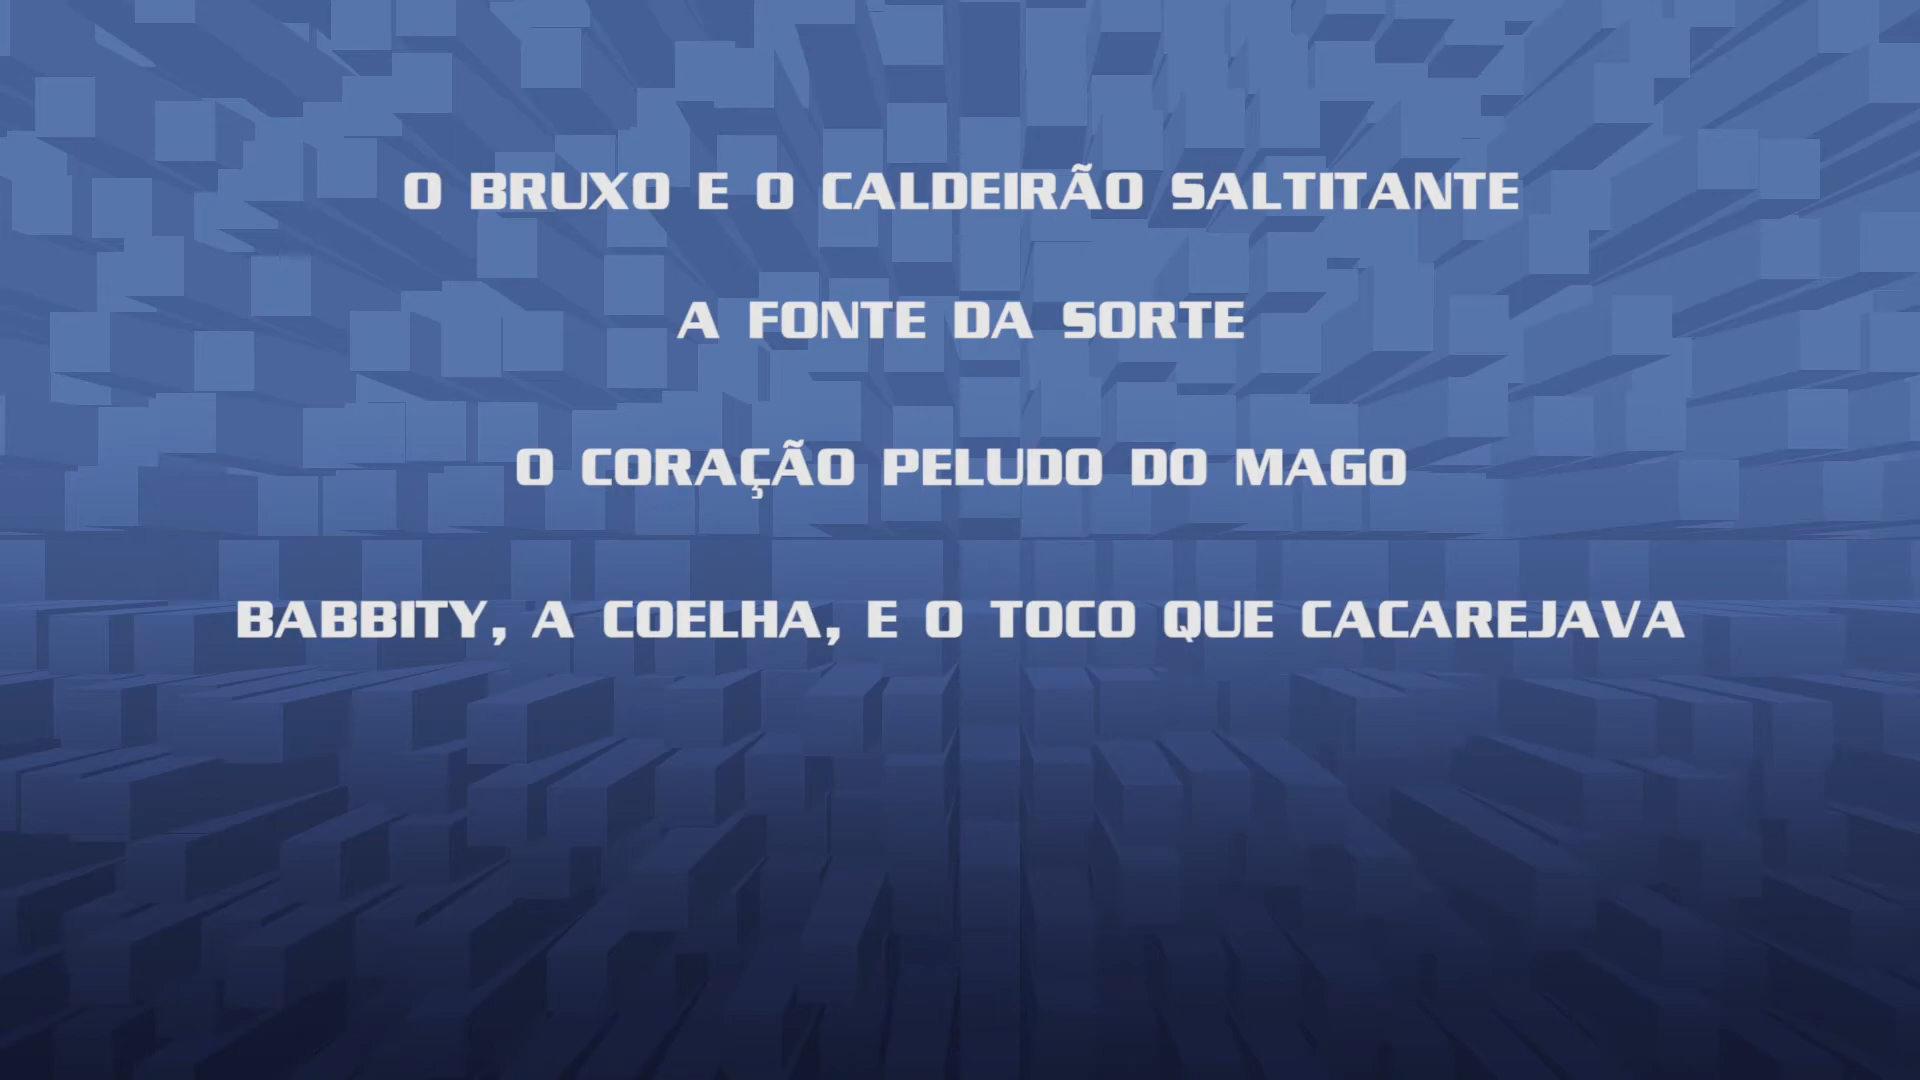 O BRUXO E O CALDEIRÃO SALTITANTE
A FONTE DA SORTE
O CORAÇÃO PELUDO DO MAGO
BABBITY, A COELHA, E O TOCO QUE CACAREJAVA